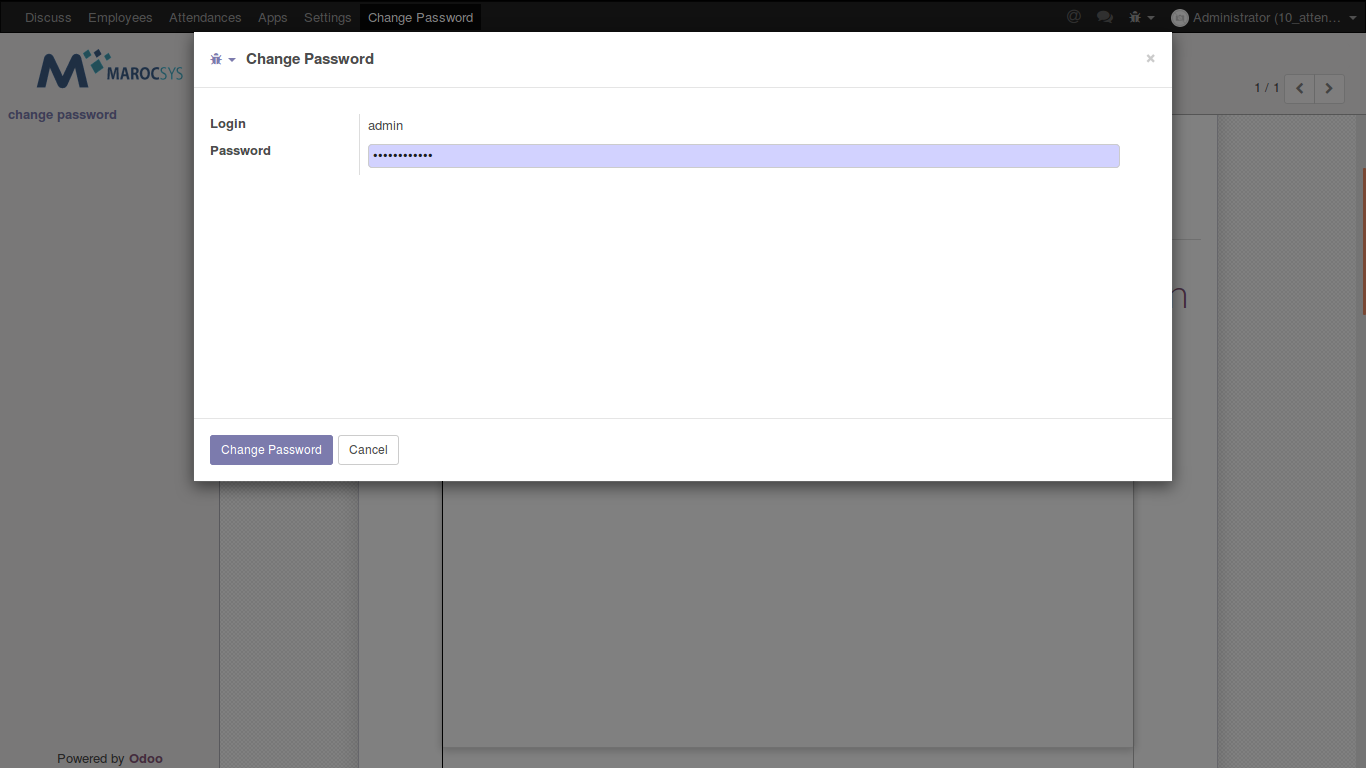 Discuss Employees Attendances Apps Settings Change Password @ Administrator (10_atten...
MAROCSYS
Change Password ×
1 / 1
change password
Login admin
Password ••••••••••••
n
Change Password Cancel
Powered by Odoo